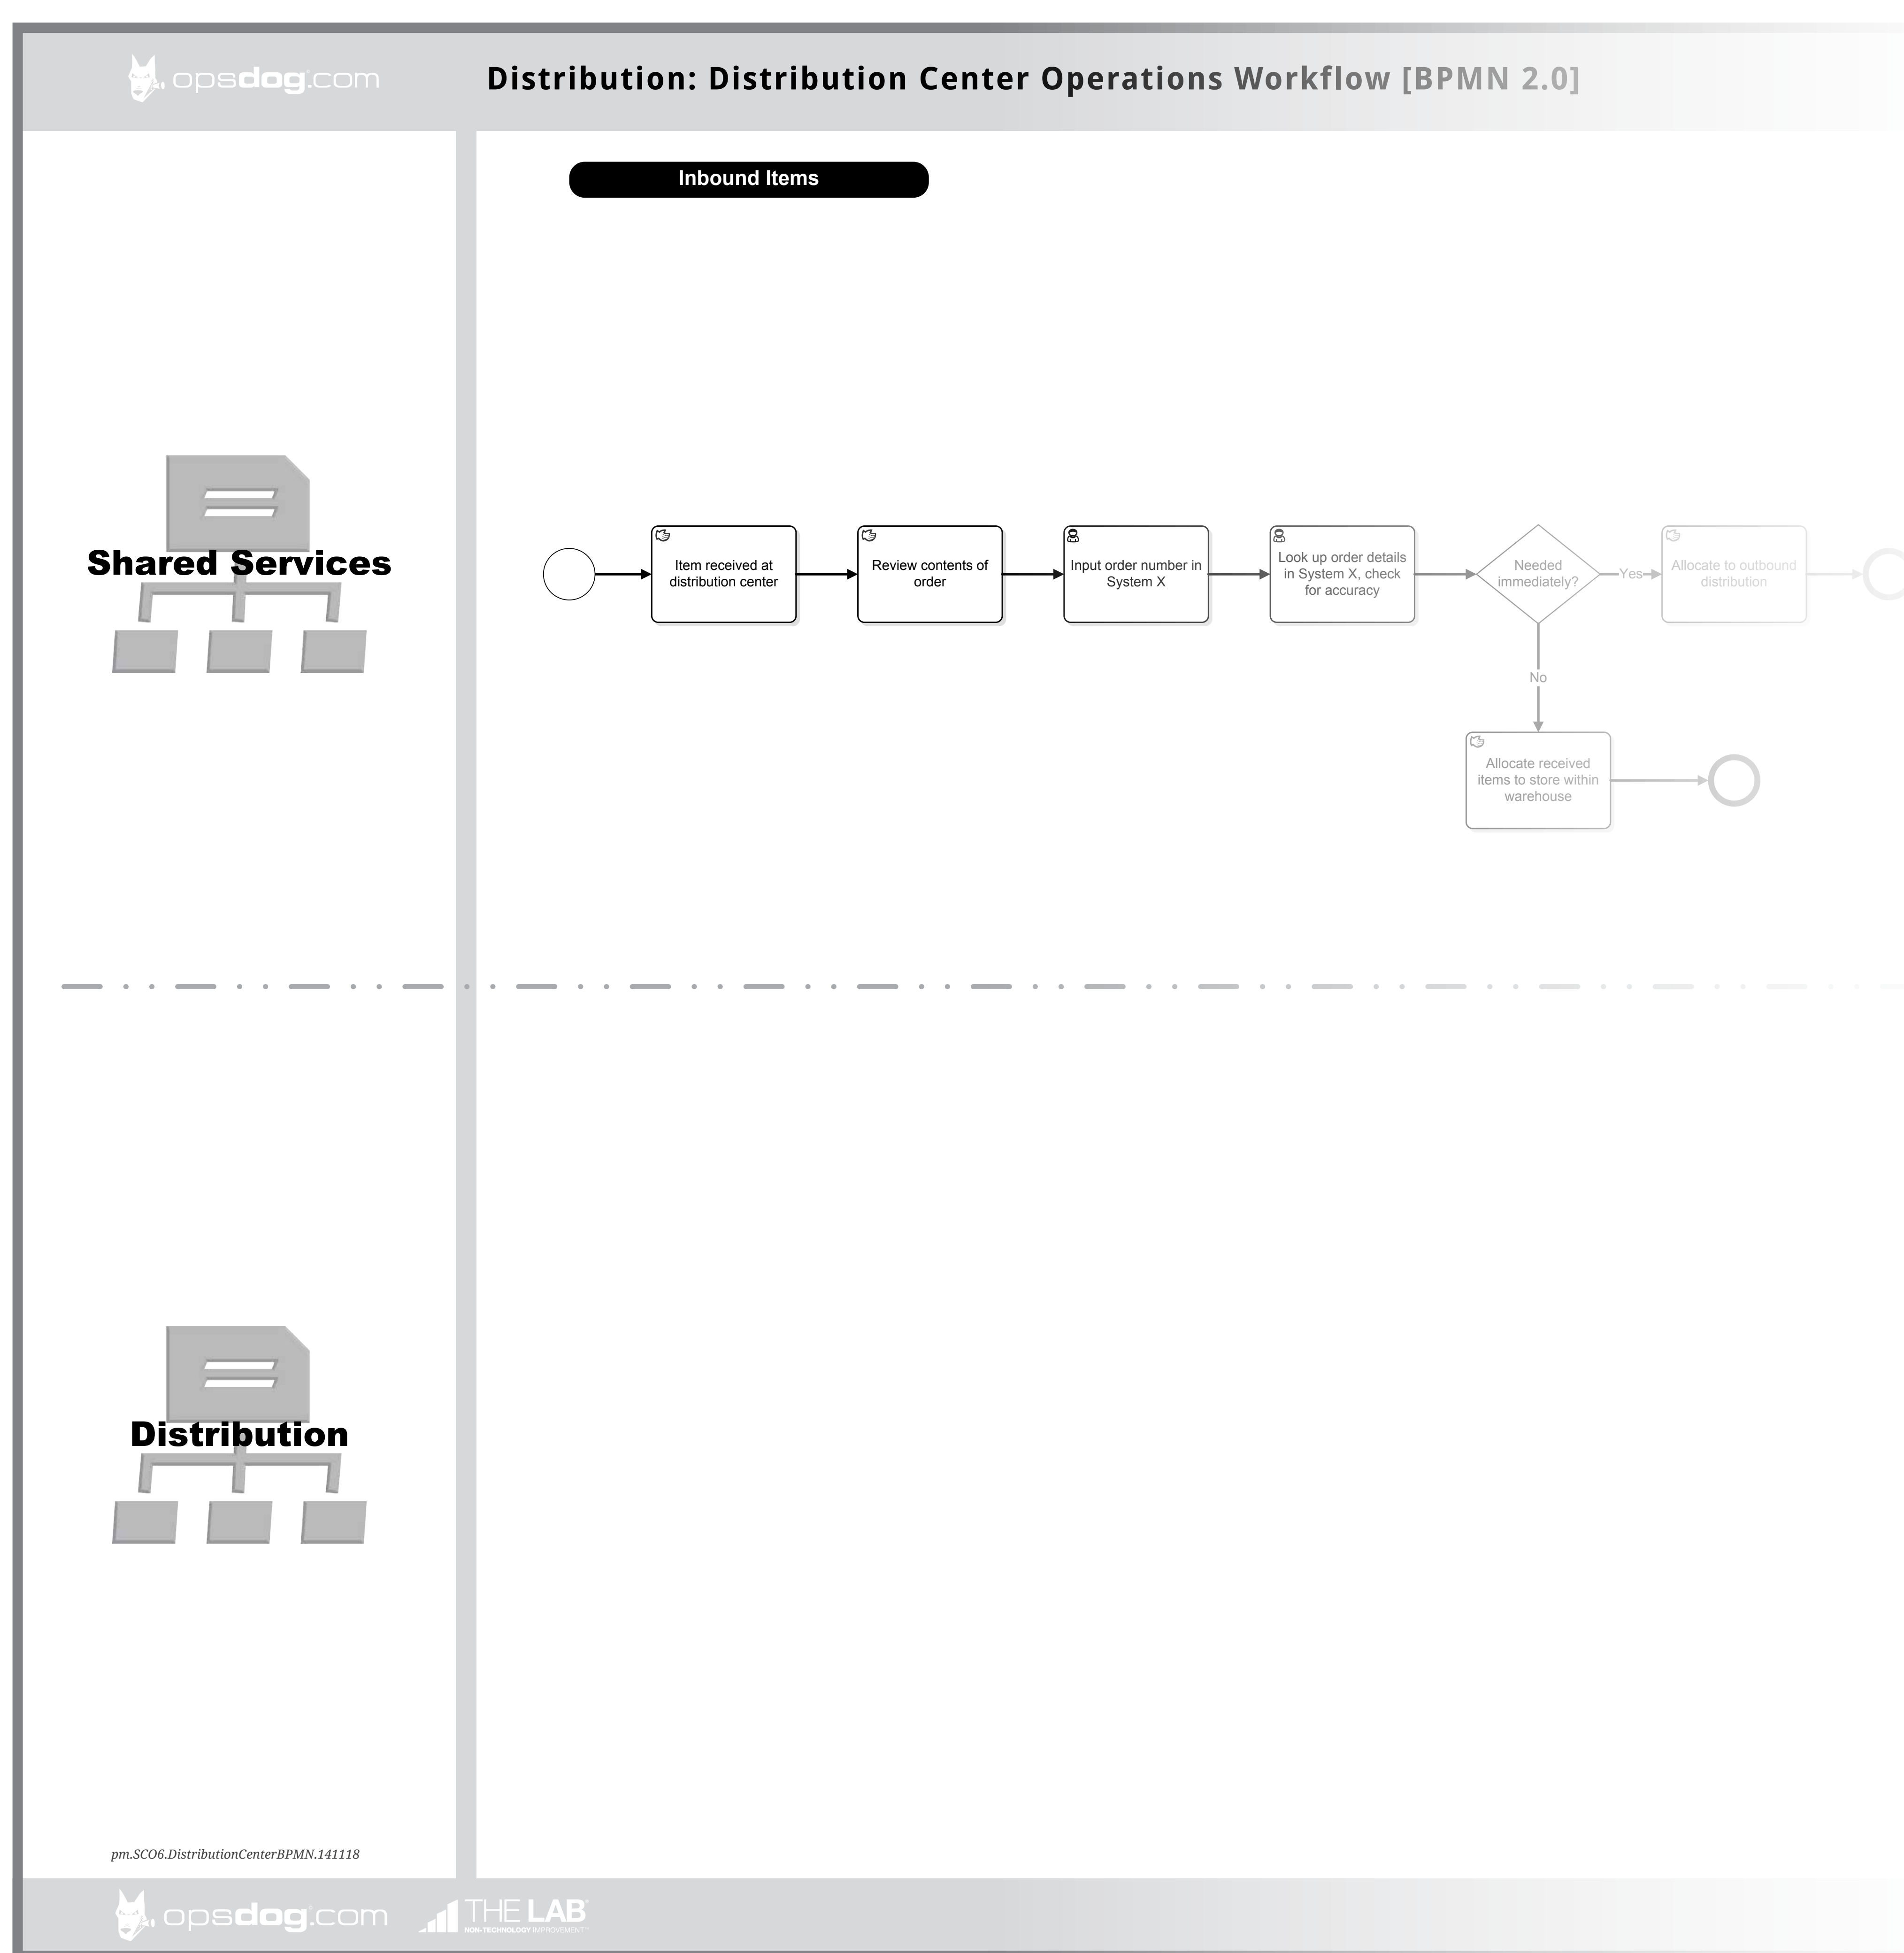 opsdog.com
Distribution: Distribution Center Operations Workflow [BPMN 2.0]
Inbound Items
Shared Services
Item received at
distribution center
Review contents of
order
Input order number in
System X
Look up order details
in System X, check
for accuracy
Needed
immediately?
Yes
Allocate to outbound
distribution
No
Allocate received
items to store within
warehouse
Distribution
pm.SCO6.DistributionCenterBPMN.141118
opsdog.com
THE LAB
NON-TECHNOLOGY IMPROVEMENT